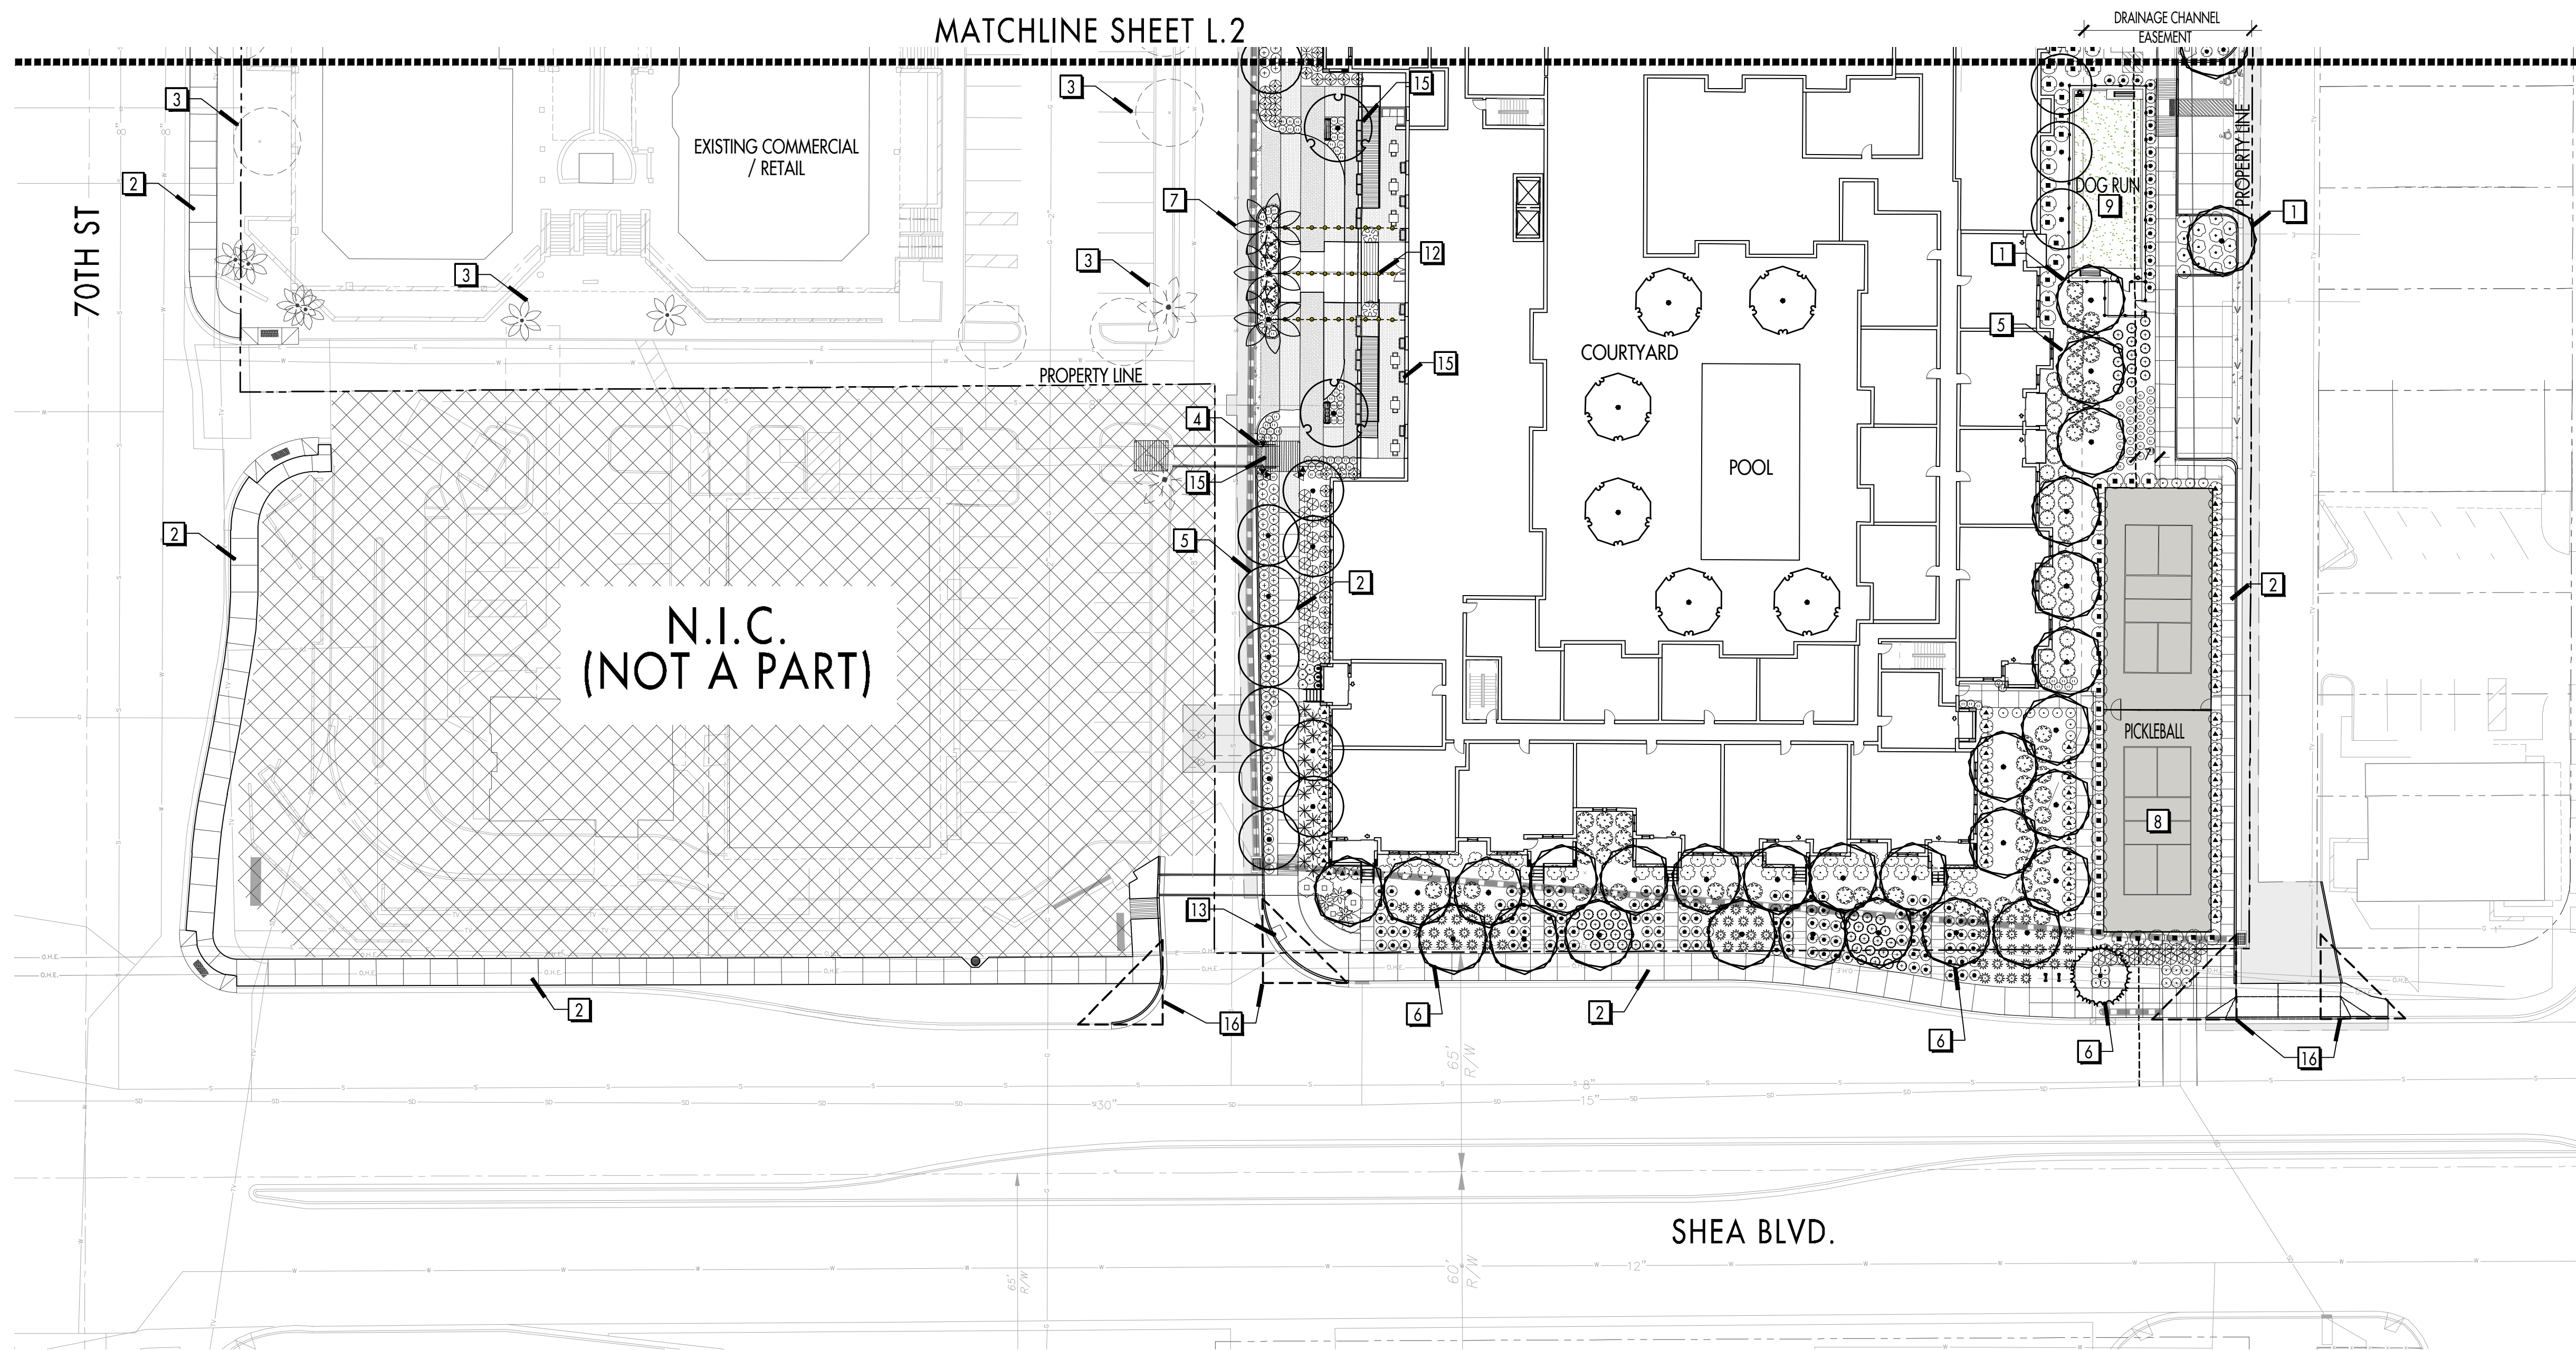 MATCHLINE SHEET L.2
DRAINAGE CHANNEL
EASEMENT
3
3
15
EXISTING COMMERCIAL
/ RETAIL
2
7
DOG RUN
9
PROPERTY LINE
1
70TH ST
3
3
12
1
5
COURTYARD
15
PROPERTY LINE
4
15
POOL
7'
2
5
2
2
N.I.C.
(NOT A PART)
PICKLEBALL
8
13
2
16
6
2
6
6
16
65'
R/W
30"
15"
8"
SHEA BLVD.
12"
65'
R/W
60'
R/W